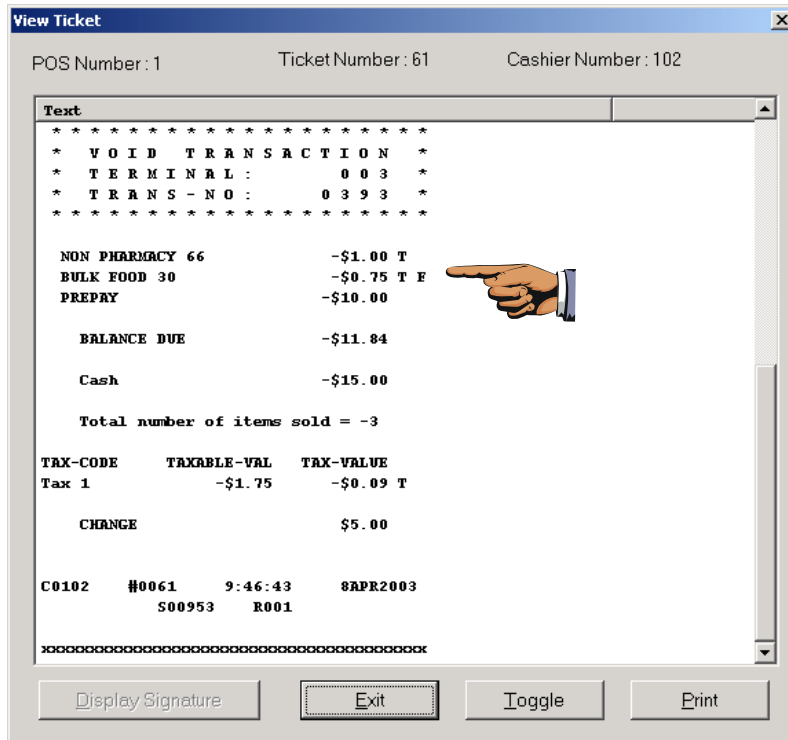 View Ticket
POS Number : 1 Ticket Number : 61 Cashier Number : 102
Text
* * * * * * * * * * * * * * * * * * * *
* V O I D T R A N S A C T I O N *
* T E R M I N A L : 0 0 3 *
* T R A N S - N O : 0 3 9 3 *
* * * * * * * * * * * * * * * * * * * *
NON PHARMACY 66 -$1.00 T
BULK FOOD 30 -$0.75 T F
PREPAY -$10.00
BALANCE DUE -$11.84
Cash -$15.00
Total number of items sold = -3
TAX-CODE TAXABLE-VAL TAX-VALUE
Tax 1 -$1.75 -$0.09 T
CHANGE $5.00
C0102 #0061 9:46:43 8APR2003
S00953 R001
xxxxxxxxxxxxxxxxxxxxxxxxxxxxxxxxxxxxxxxx
Display Signature Exit Toggle Print